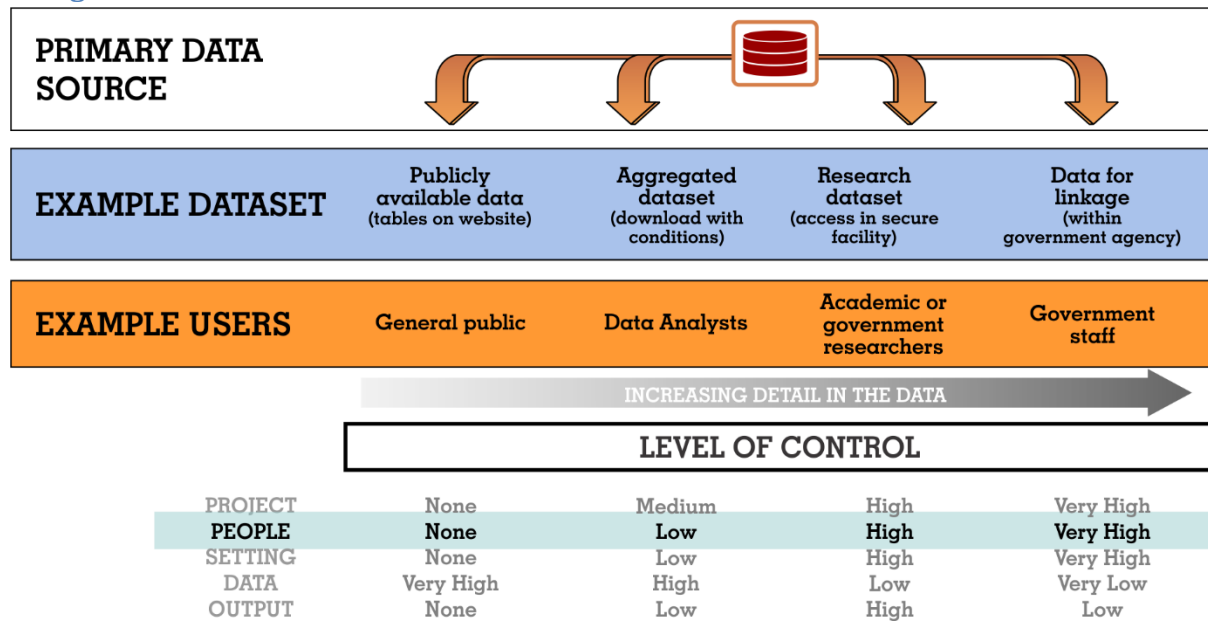 PRIMARY DATA
SOURCE
EXAMPLE DATASET
Publicly
available data
(tables on website)
Aggregated
dataset
(download with
conditions)
Research
dataset
(access in secure
facility)
Data for
linkage
(within
government agency)
EXAMPLE USERS
General public
Data Analysts
Academic or
government
researchers
Government
staff
INCREASING DETAIL IN THE DATA
LEVEL OF CONTROL
PROJECT None Medium High Very High
PEOPLE None Low High Very High
SETTING None Low High Very High
DATA Very High High Low Very Low
OUTPUT None Low High Low